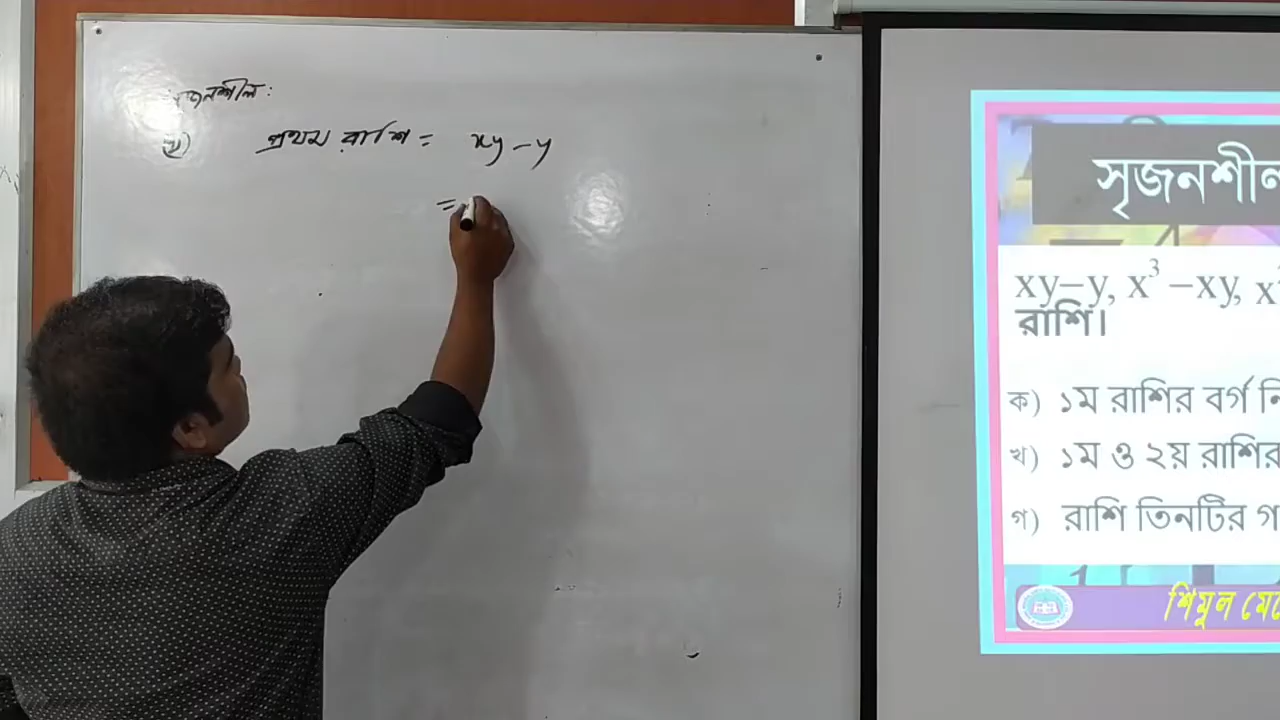 সৃজনশীল:
খ) প্রথম রাশি = xy - y
=
সৃজনশীল
xy–y, x³ –xy, x
রাশি।
ক) ১ম রাশির বর্গ
খ) ১ম ও ২য় রাশির
গ) রাশি তিনটির
শিমুল